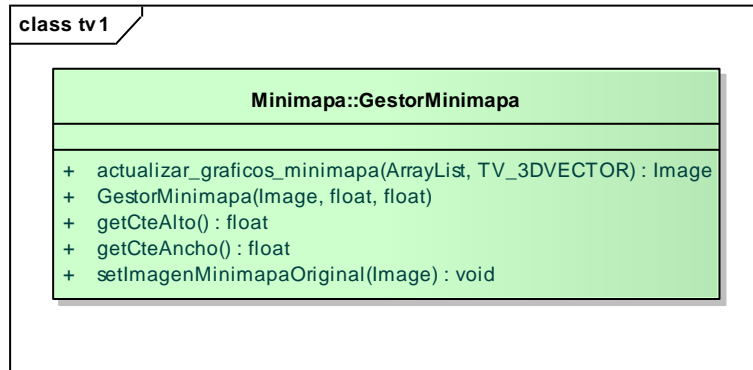 class tv1
Minimapa::GestorMinimapa
+ actualizar_graficos_minimapa(ArrayList, TV_3DVECTOR) : Image
+ GestorMinimapa(Image, float, float)
+ getCteAlto() : float
+ getCteAncho() : float
+ setImagenMinimapaOriginal(Image) : void